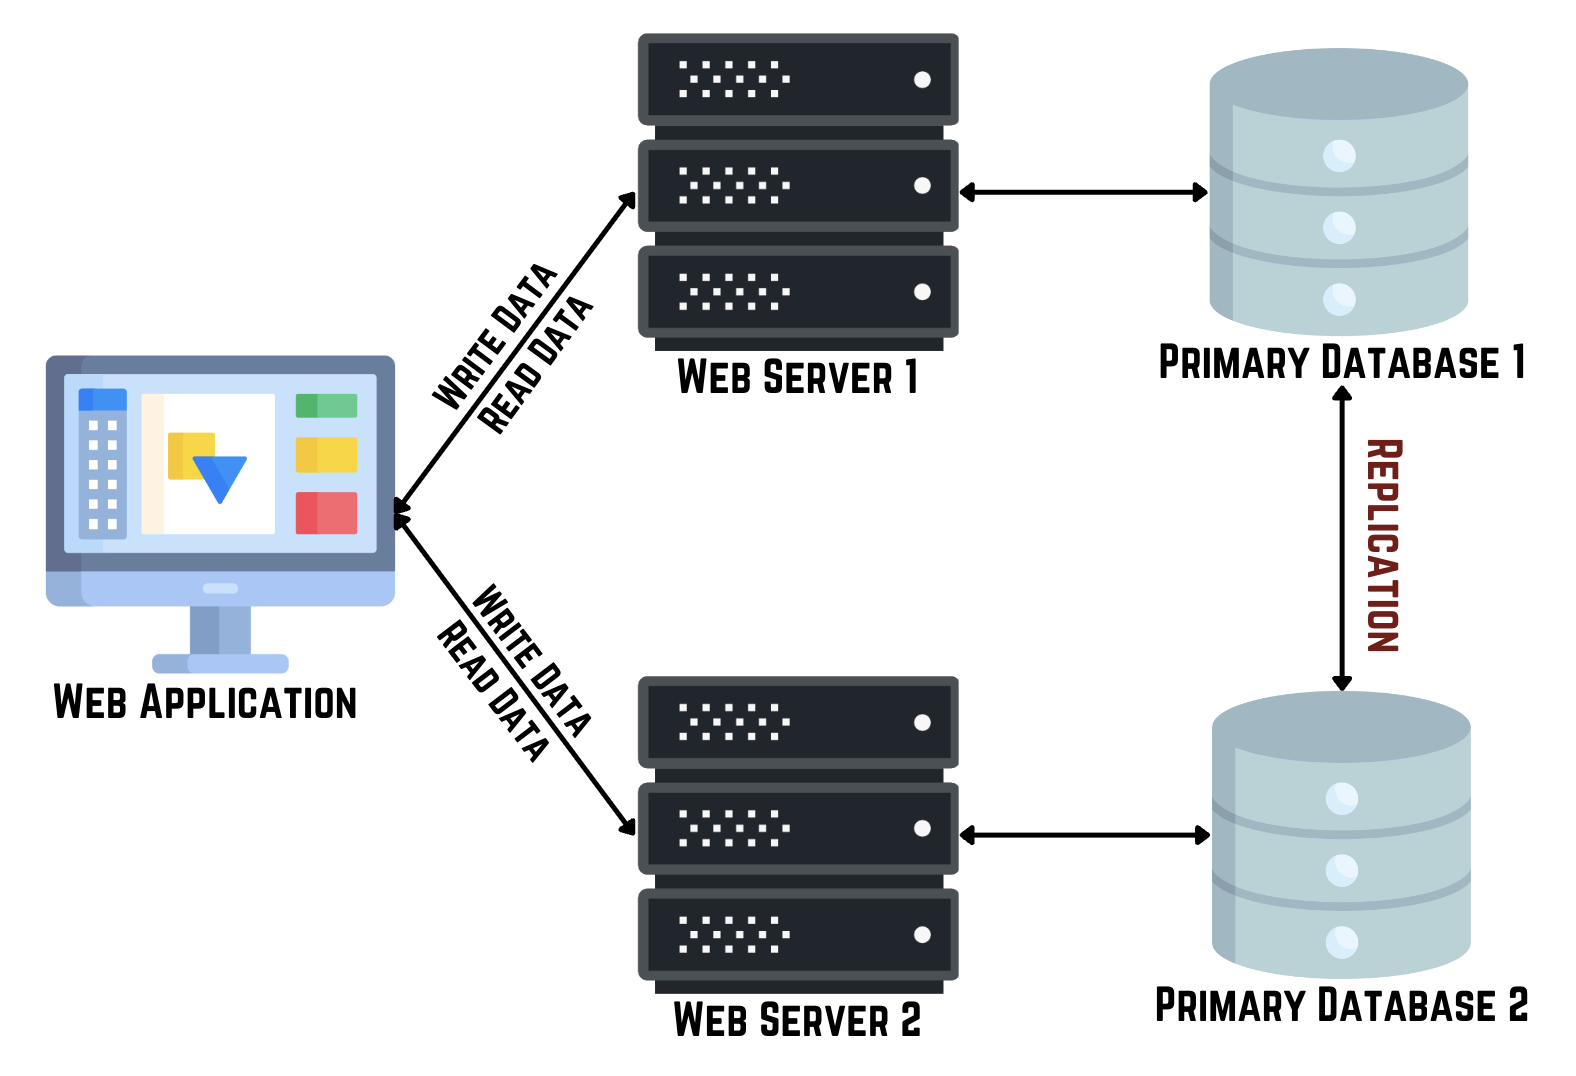 Write Data
Read Data
Web Server 1
Primary Database 1
Replication
Web Application
Write Data
Read Data
Web Server 2
Primary Database 2